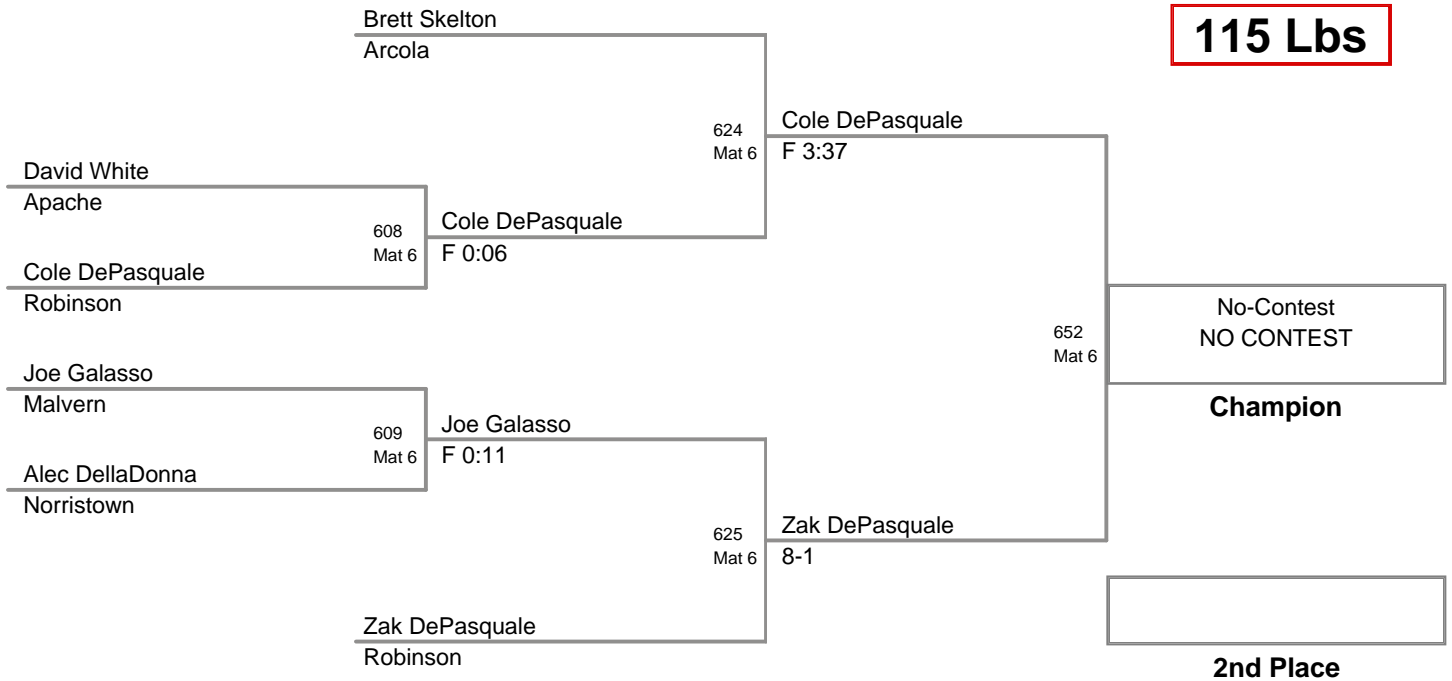 Brett Skelton
Arcola
115 Lbs
624
Mat 6
Cole DePasquale
F 3:37
David White
Apache
608
Mat 6
Cole DePasquale
F 0:06
Cole DePasquale
Robinson
No-Contest
NO CONTEST
652
Mat 6
Champion
Joe Galasso
Malvern
609
Mat 6
Joe Galasso
F 0:11
Alec DellaDonna
Norristown
625
Mat 6
Zak DePasquale
8-1
Zak DePasquale
Robinson
2nd Place